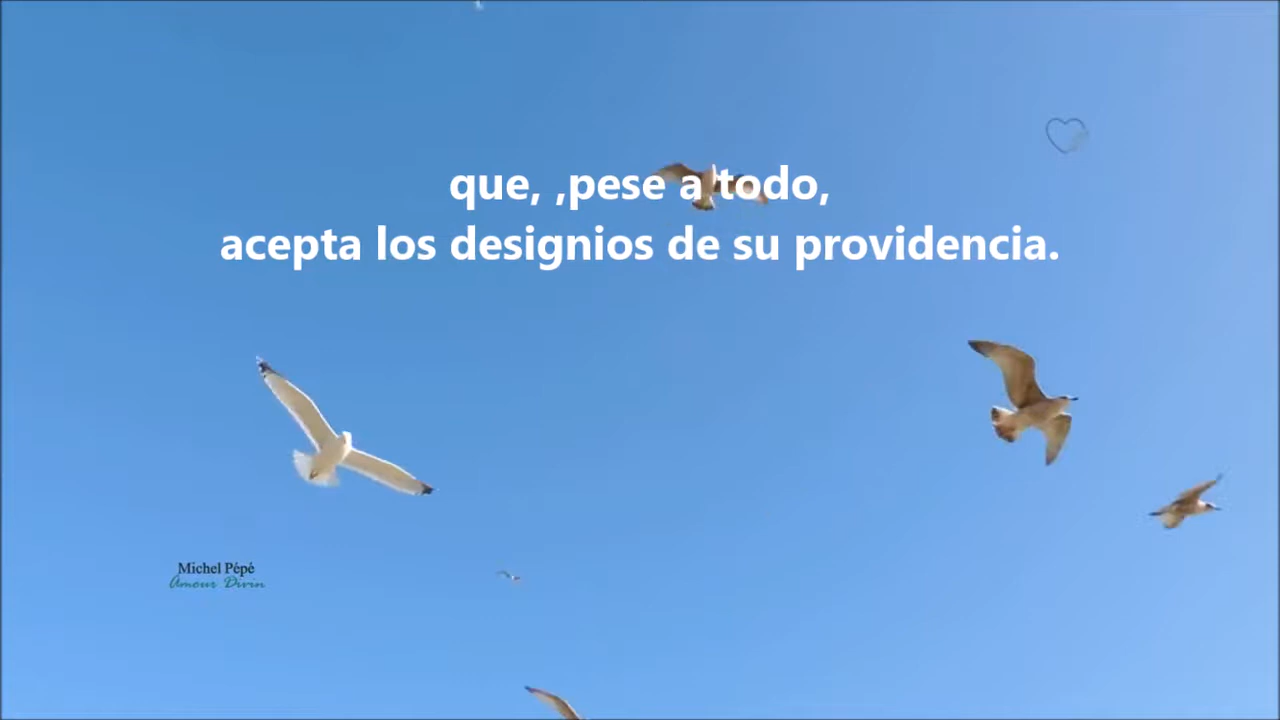 que, ,pese a todo,
acepta los designios de su providencia.
Michel Pépé
Amour Divin